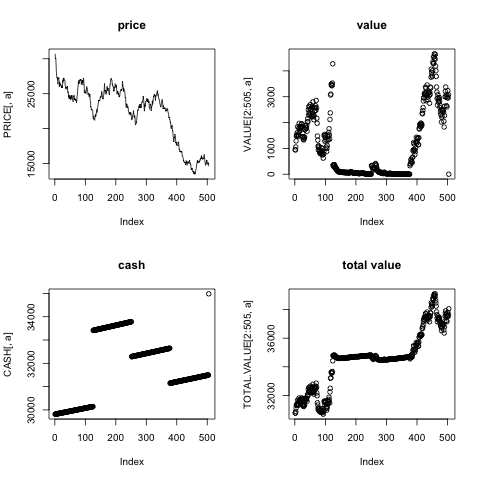 price
PRICE[, a]
15000
25000
0
100
200
300
400
500
Index
value
VALUE[2:505, a]
0
1000
3000
0
100
200
300
400
500
Index
cash
CASH[, a]
30000
32000
34000
0
100
200
300
400
500
Index
total value
TOTAL.VALUE[2:505, a]
32000
36000
0
100
200
300
400
500
Index